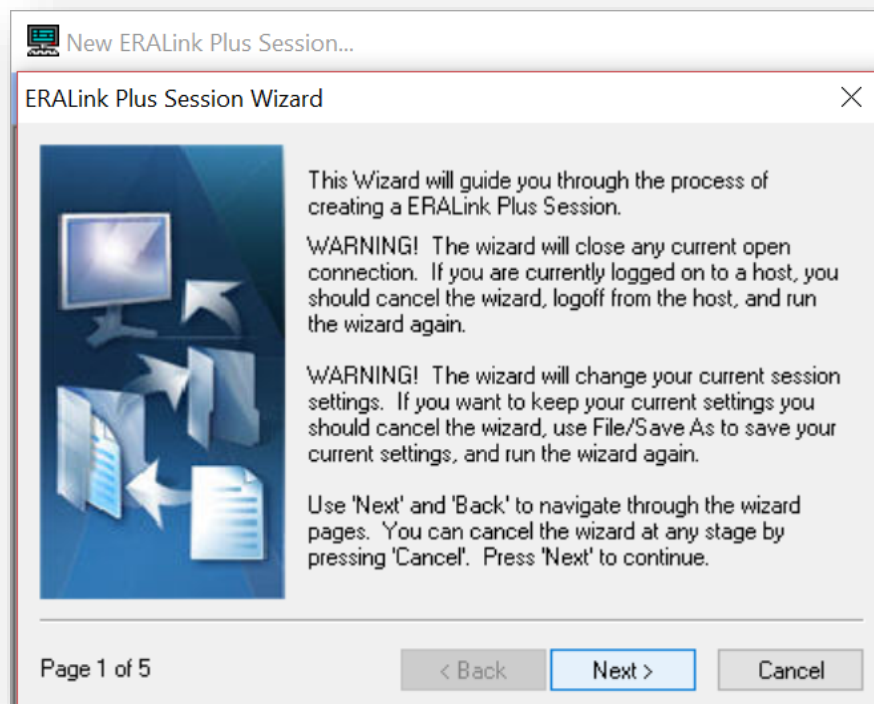 New ERALink Plus Session...
ERALink Plus Session Wizard
This Wizard will guide you through the process of
creating a ERALink Plus Session.
WARNING!  The wizard will close any current open
connection.  If you are currently logged on to a host, you
should cancel the wizard, logoff from the host, and run
the wizard again.
WARNING!  The wizard will change your current session
settings.  If you want to keep your current settings you
should cancel the wizard, use File/Save As to save your
current settings, and run the wizard again.
Use 'Next' and 'Back' to navigate through the wizard
pages.  You can cancel the wizard at any stage by
pressing 'Cancel'.  Press 'Next' to continue.
Page 1 of 5
< Back
Next >
Cancel